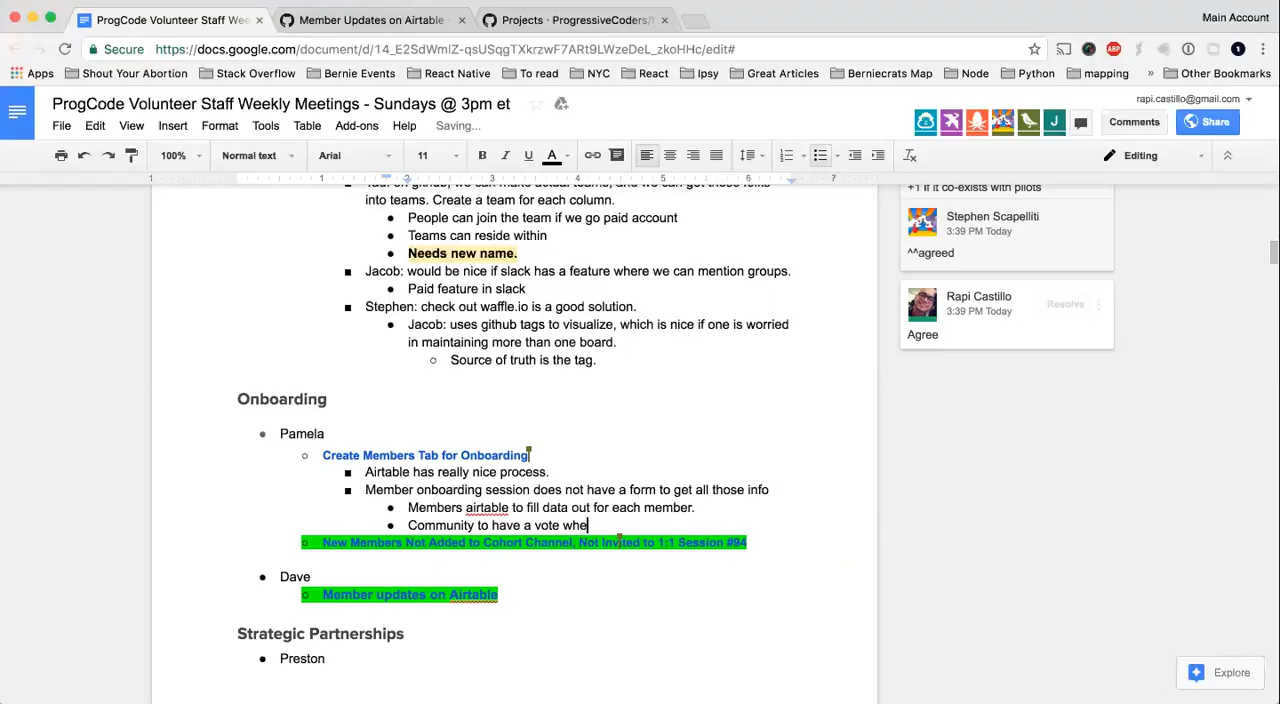 ProgCode Volunteer Staff Wee
Member Updates on Airtable
Projects · ProgressiveCoders/
Main Account
Secure
https://docs.google.com/document/d/14_E2SdWmIZ-qsUSqgTXkrzwF7ARt9LWzeDeL_zkoHHc/edit#
Apps
Shout Your Abortion
Stack Overflow
Bernie Events
React Native
To read
NYC
React
Ipsy
Great Articles
Berniecrats Map
Node
Python
mapping
»
Other Bookmarks
ProgCode Volunteer Staff Weekly Meetings - Sundays @ 3pm et
rapi.castillo@gmail.com
File Edit View Insert Format Tools Table Add-ons Help Saving...
J
Comments
Share
100%
Normal text
Arial
11
B I U A
Editing
1 1 2 3 4 5 6 7
into teams. Create a team for each column.
People can join the team if we go paid account
Teams can reside within
Needs new name.
Jacob: would be nice if slack has a feature where we can mention groups.
Paid feature in slack
Stephen: check out waffle.io is a good solution.
Jacob: uses github tags to visualize, which is nice if one is worried
in maintaining more than one board.
Source of truth is the tag.
Onboarding
Pamela
Create Members Tab for Onboarding
Airtable has really nice process.
Member onboarding session does not have a form to get all those info
Members airtable to fill data out for each member.
Community to have a vote whe
New Members Not Added to Cohort Channel, Not Invited to 1:1 Session #94
Dave
Member updates on Airtable
Strategic Partnerships
Preston
+1 if it co-exists with pilots
Stephen Scapelliti
3:39 PM Today
^^agreed
Rapi Castillo
3:39 PM Today
Resolve
Agree
Explore